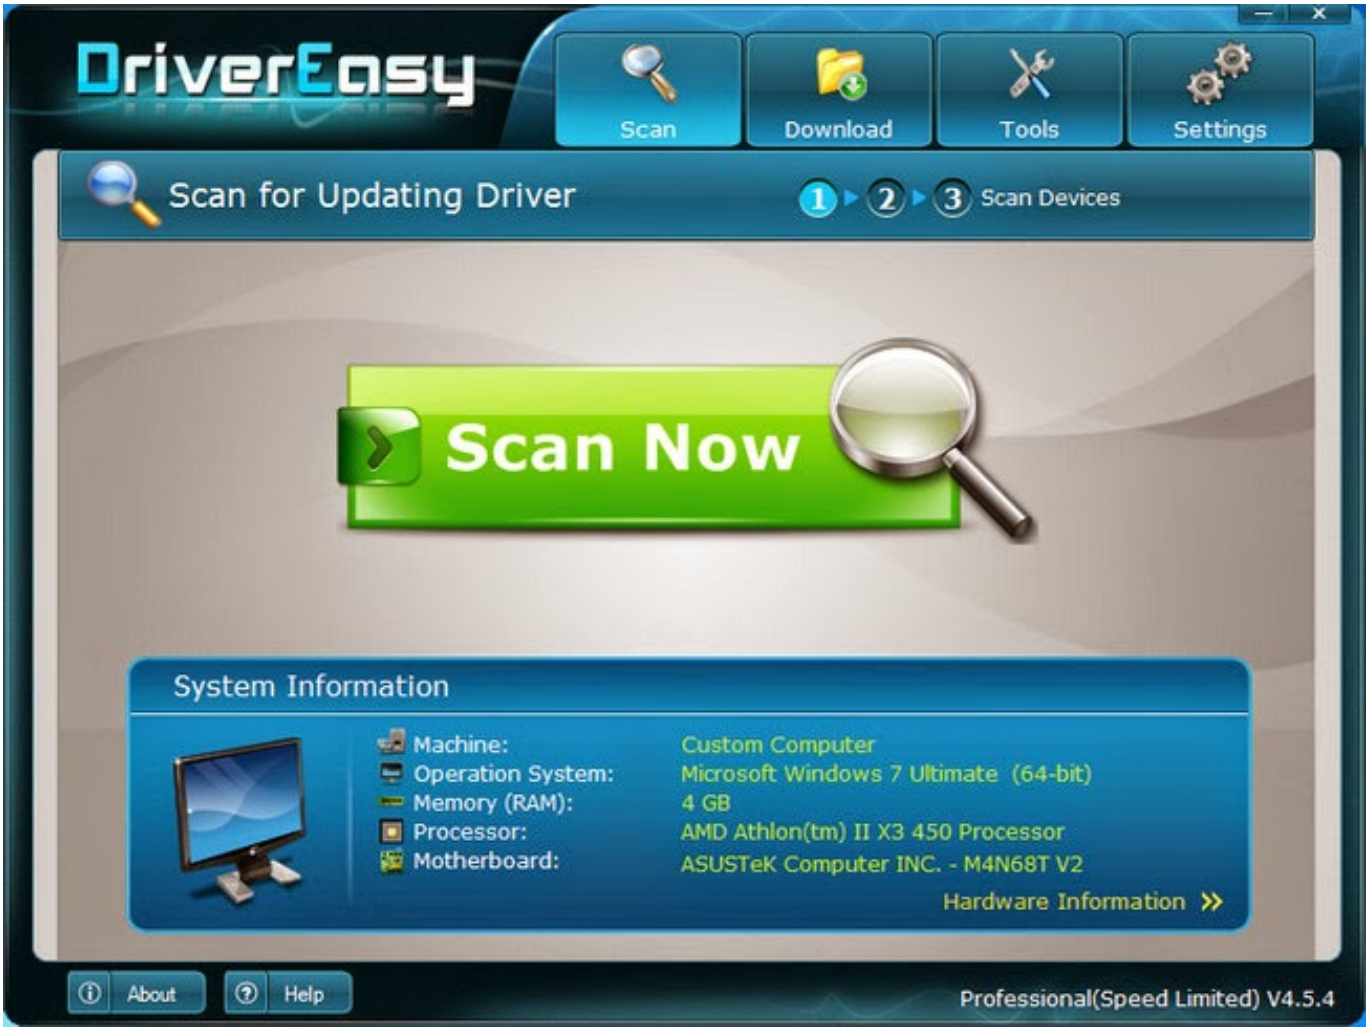 DriverEasy
Scan
Download
Tools
Settings
Scan for Updating Driver
1 2 3 Scan Devices
Scan Now
System Information
Machine: Custom Computer
Operation System: Microsoft Windows 7 Ultimate (64-bit)
Memory (RAM): 4 GB
Processor: AMD Athlon(tm) II X3 450 Processor
Motherboard: ASUSTeK Computer INC. - M4N68T V2
Hardware Information
About
Help
Professional(Speed Limited) V4.5.4